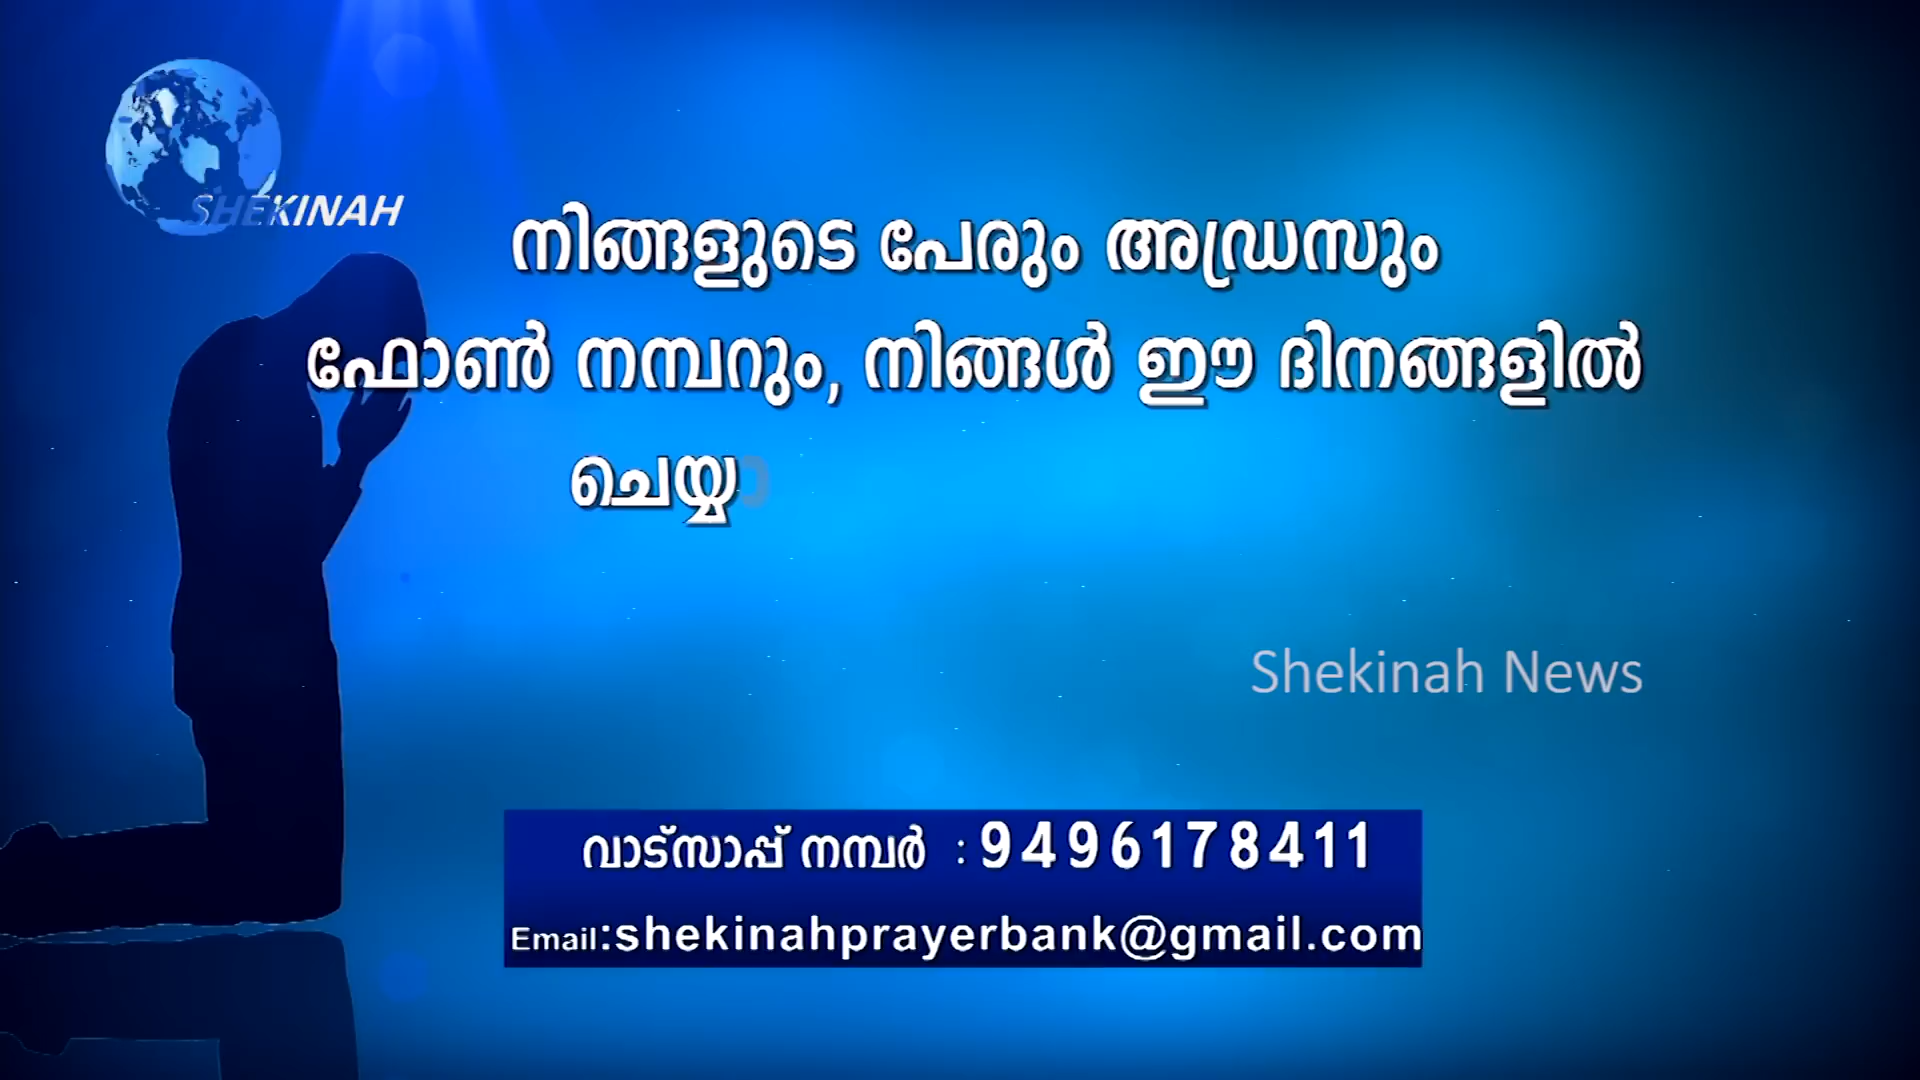 SHEKINAH
നിങ്ങളുടെ പേരും അഡ്രസും
ഫോൺ നമ്പറും, നിങ്ങൾ ഈ ദിനങ്ങളിൽ
ചെയ്യാ
Shekinah News
വാട്സാപ്പ് നമ്പർ : 9496178411
Email:shekinahprayerbank@gmail.com